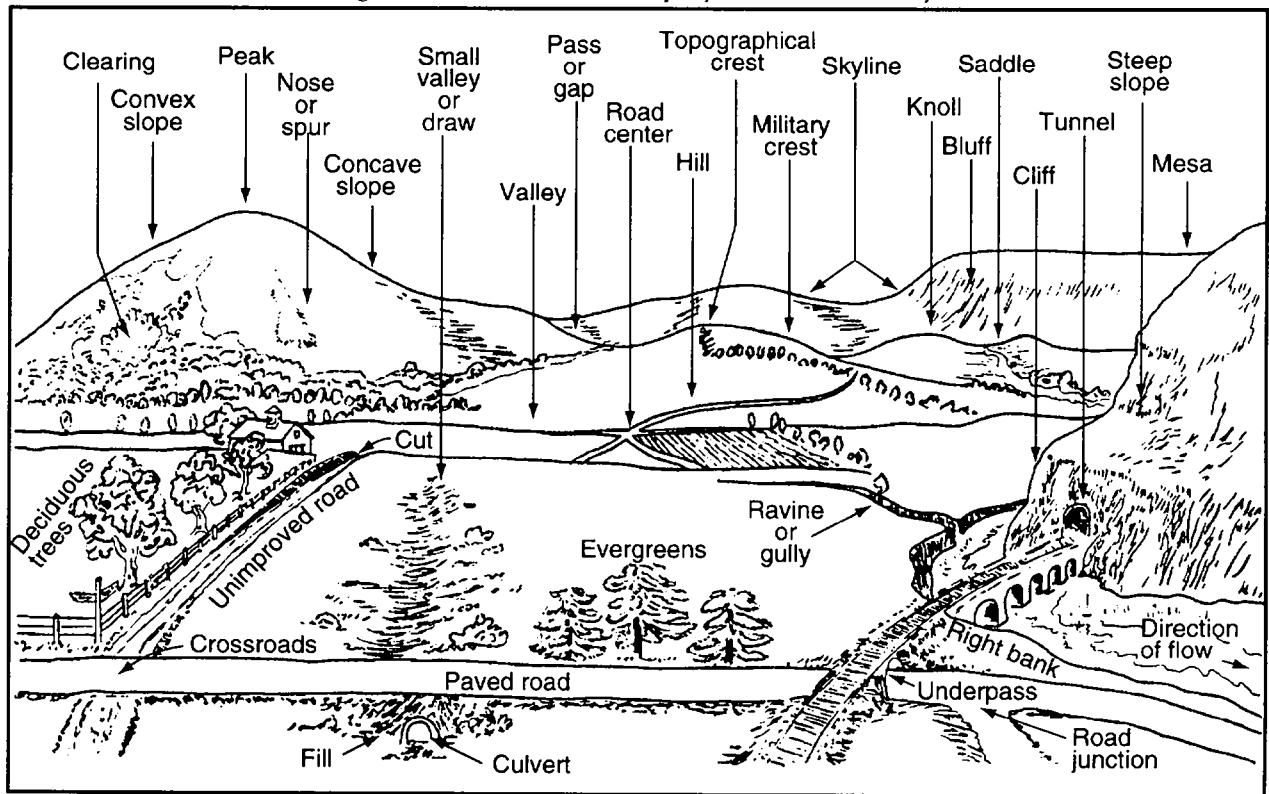 Clearing
Convex
slope
Peak
Nose
or
spur
Concave
slope
Small
valley
or
draw
Valley
Pass
or
gap
Road
center
Hill
Topographical
crest
Military
crest
Skyline
Knoll
Bluff
Saddle
Cliff
Tunnel
Steep
slope
Mesa
Cut
Deciduous
trees
Unimproved road
Evergreens
Ravine
or
gully
Crossroads
Paved road
Right bank
Direction
of flow
Underpass
Fill
Culvert
Road
junction